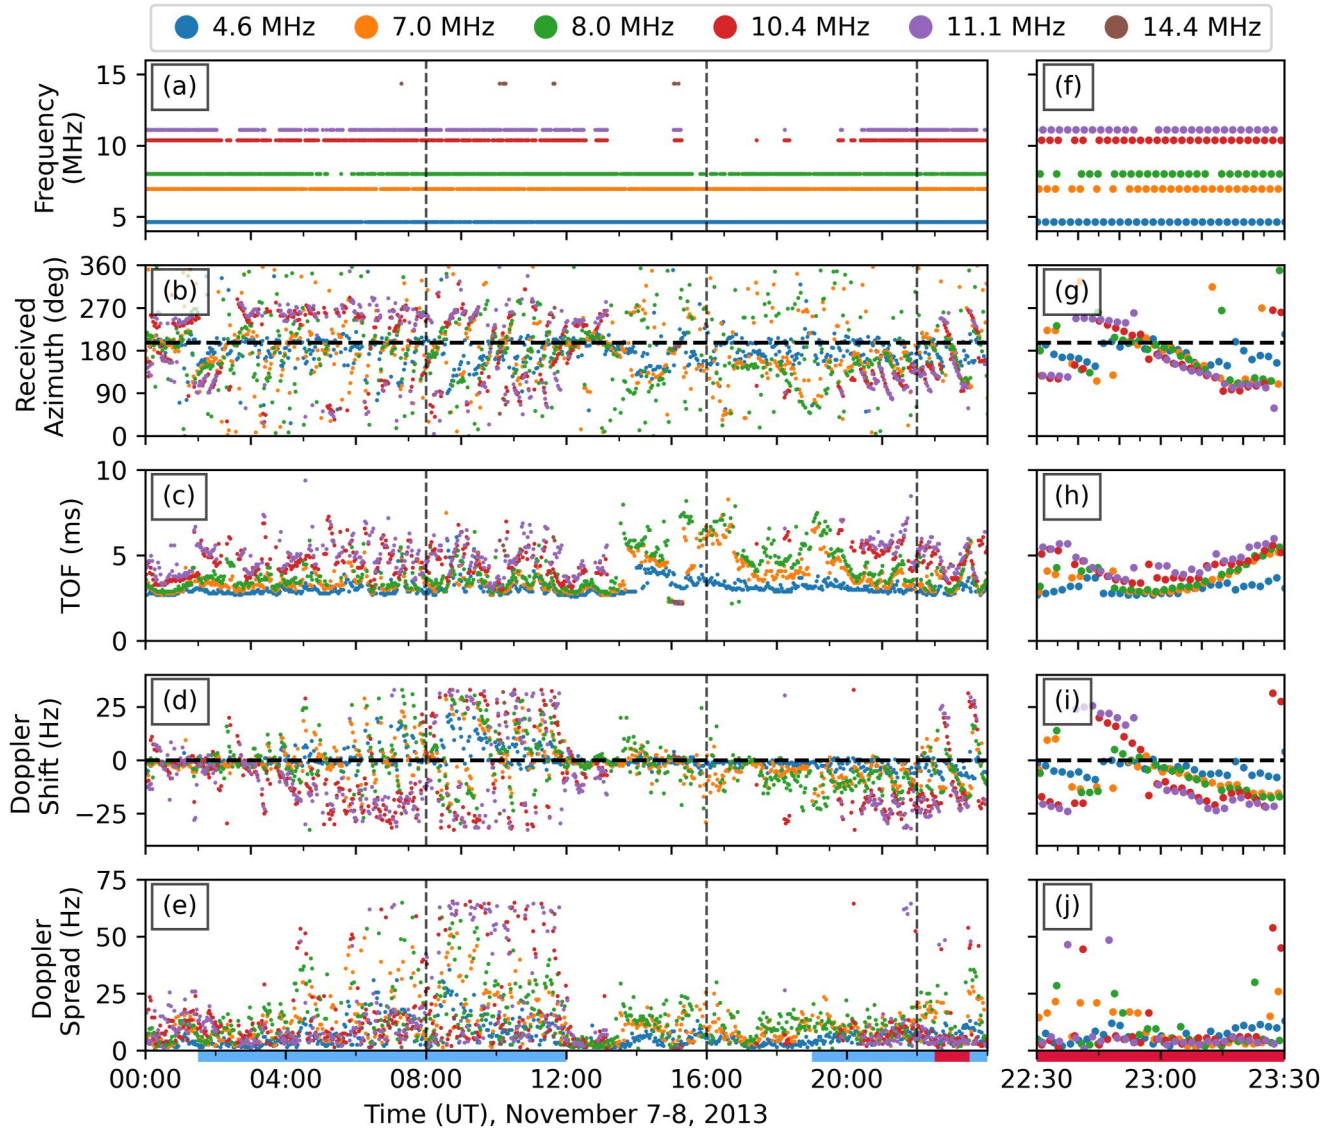 4.6 MHz 7.0 MHz 8.0 MHz 10.4 MHz 11.1 MHz 14.4 MHz
Frequency
(MHz)
15
10
5
(a)
(f)
Received
Azimuth (deg)
360
270
180
90
0
(b)
(g)
TOF (ms)
10
5
0
(c)
(h)
Doppler
Shift (Hz)
25
0
−25
(d)
(i)
Doppler
Spread (Hz)
75
50
25
0
(e)
(j)
00:00 04:00 08:00 12:00 16:00 20:00 22:30 23:00 23:30
Time (UT), November 7-8, 2013